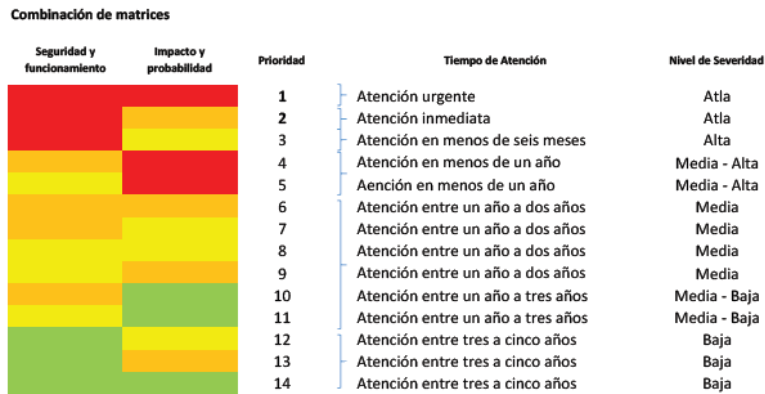 Combinación de matrices
Seguridad y funcionamiento Impacto y probabilidad Prioridad Tiempo de Atención Nivel de Severidad
1 Atención urgente Atla
2 Atención inmediata Atla
3 Atención en menos de seis meses Alta
4 Atención en menos de un año Media - Alta
5 Aención en menos de un año Media - Alta
6 Atención entre un año a dos años Media
7 Atención entre un año a dos años Media
8 Atención entre un año a dos años Media
9 Atención entre un año a dos años Media
10 Atención entre un año a tres años Media - Baja
11 Atención entre un año a tres años Media - Baja
12 Atención entre tres a cinco años Baja
13 Atención entre tres a cinco años Baja
14 Atención entre tres a cinco años Baja